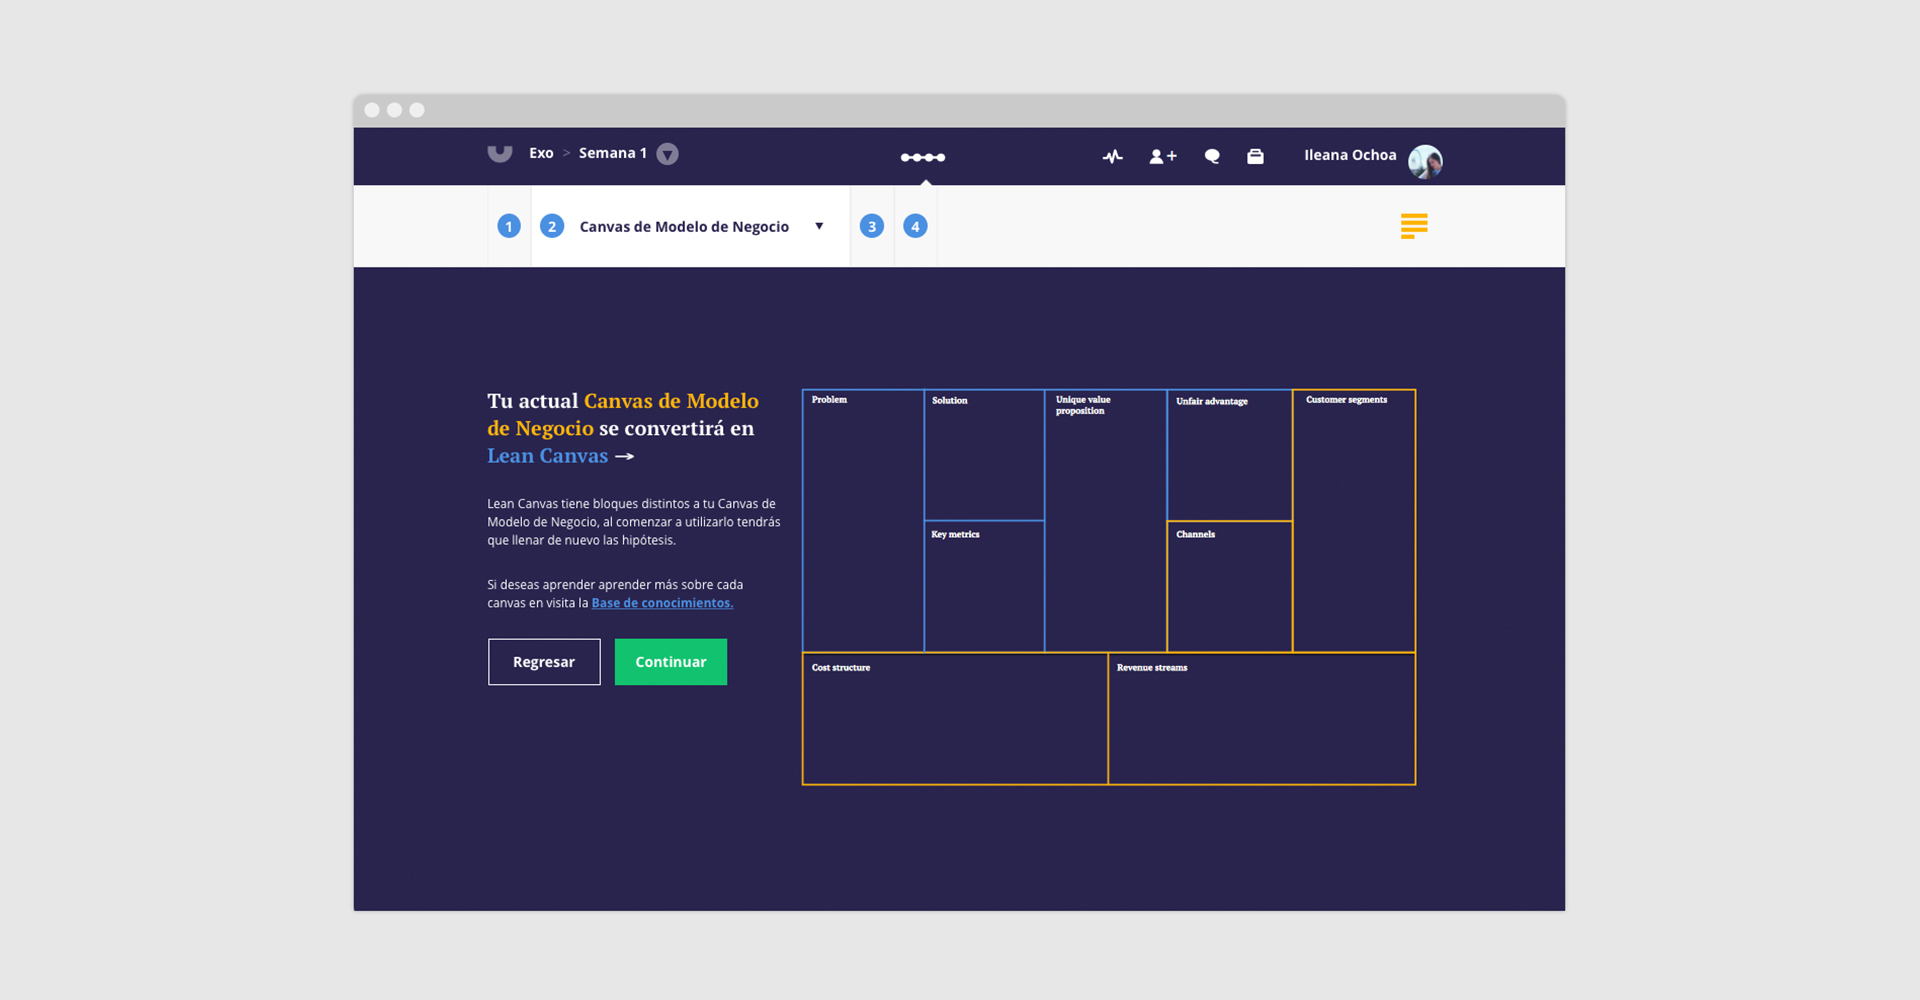 Exo > Semana 1
Ileana Ochoa
1
2 Canvas de Modelo de Negocio
3
4
Tu actual Canvas de Modelo
de Negocio se convertirá en
Lean Canvas →
Lean Canvas tiene bloques distintos a tu Canvas de
Modelo de Negocio, al comenzar a utilizarlo tendrás
que llenar de nuevo las hipótesis.
Si deseas aprender aprender más sobre cada
canvas en visita la Base de conocimientos.
Regresar
Continuar
Problem
Solution
Unique value
proposition
Unfair advantage
Customer segments
Key metrics
Channels
Cost structure
Revenue streams